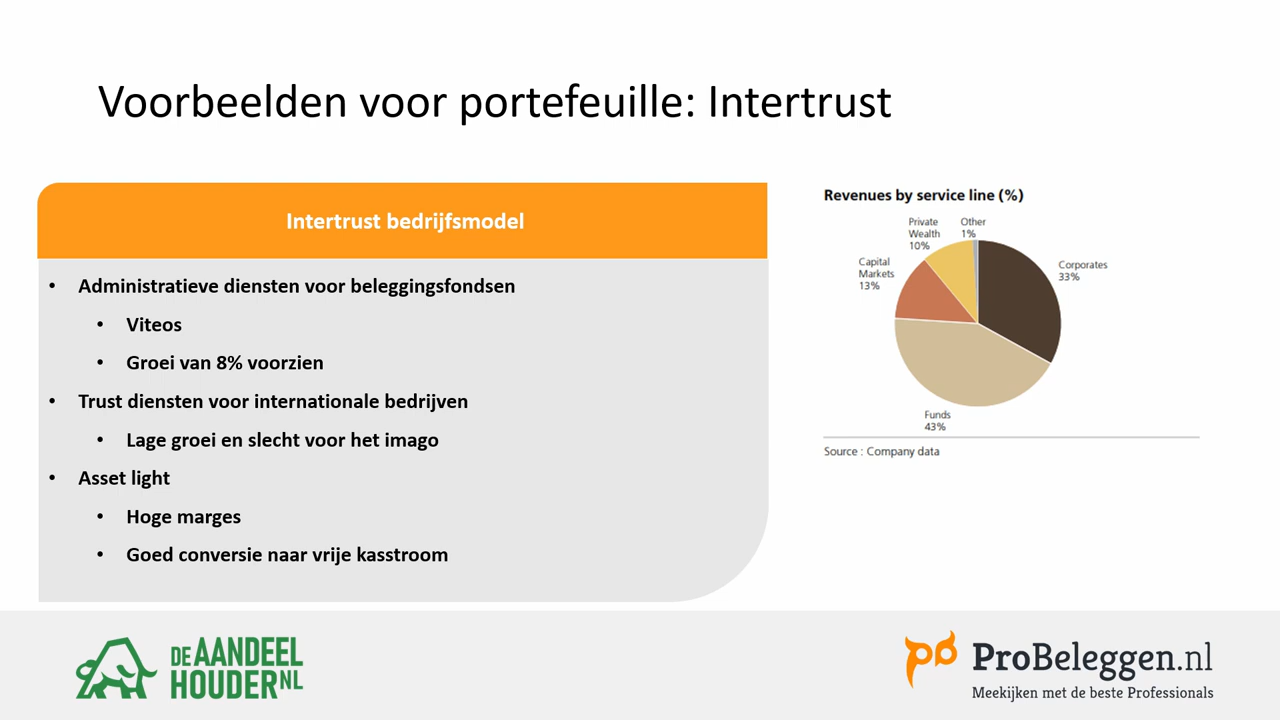 Voorbeelden voor portefeuille: Intertrust
Intertrust bedrijfsmodel
• Administratieve diensten voor beleggingsfondsen
• Viteos
• Groei van 8% voorzien
• Trust diensten voor internationale bedrijven
• Lage groei en slecht voor het imago
• Asset light
• Hoge marges
• Goed conversie naar vrije kasstroom
Revenues by service line (%)
Private
Wealth
10%
Other
1%
Capital
Markets
13%
Corporates
33%
Funds
43%
Source : Company data
DE AANDEEL
HOUDER NL
ProBeleggen.nl
Meekijken met de beste Professionals